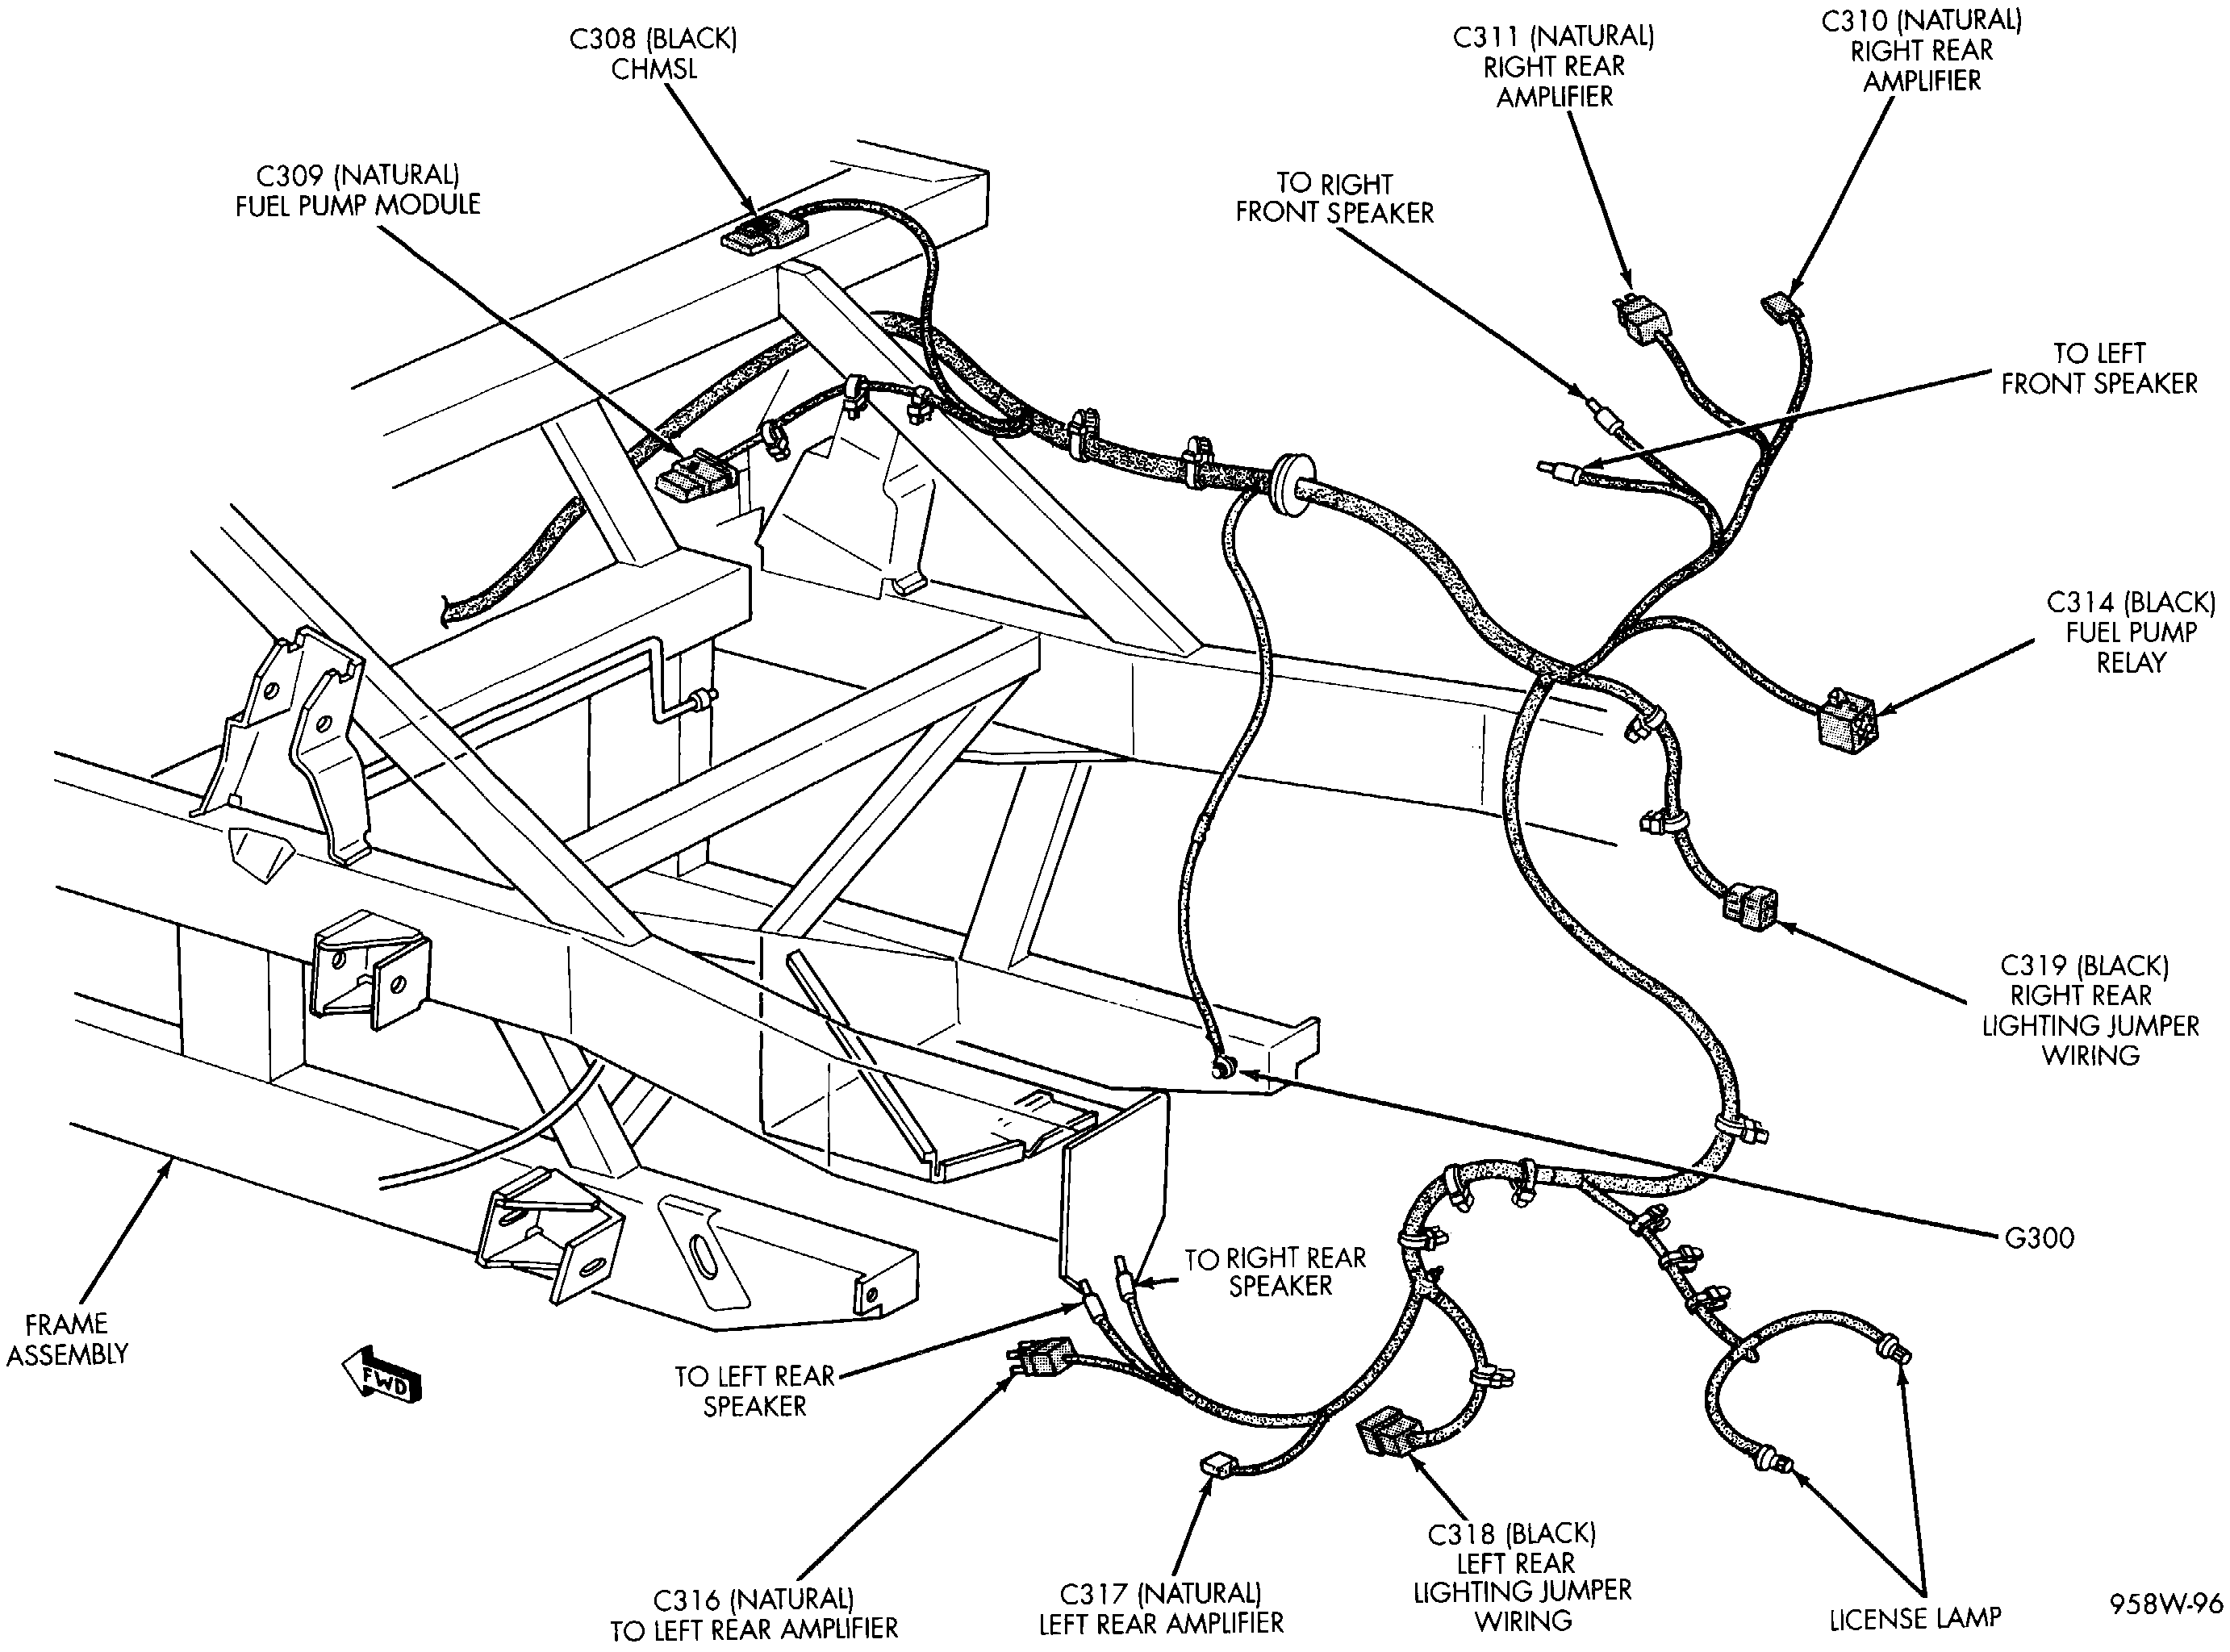 C308 (BLACK)
CHMSL
C311 (NATURAL)
RIGHT REAR
AMPLIFIER
C310 (NATURAL)
RIGHT REAR
AMPLIFIER
C309 (NATURAL)
FUEL PUMP MODULE
TO RIGHT
FRONT SPEAKER
TO LEFT
FRONT SPEAKER
C314 (BLACK)
FUEL PUMP
RELAY
C319 (BLACK)
RIGHT REAR
LIGHTING JUMPER
WIRING
G300
TO RIGHT REAR
SPEAKER
FRAME
ASSEMBLY
FWD
TO LEFT REAR
SPEAKER
C316 (NATURAL)
TO LEFT REAR AMPLIFIER
C317 (NATURAL)
LEFT REAR AMPLIFIER
C318 (BLACK)
LEFT REAR
LIGHTING JUMPER
WIRING
LICENSE LAMP
958W-96